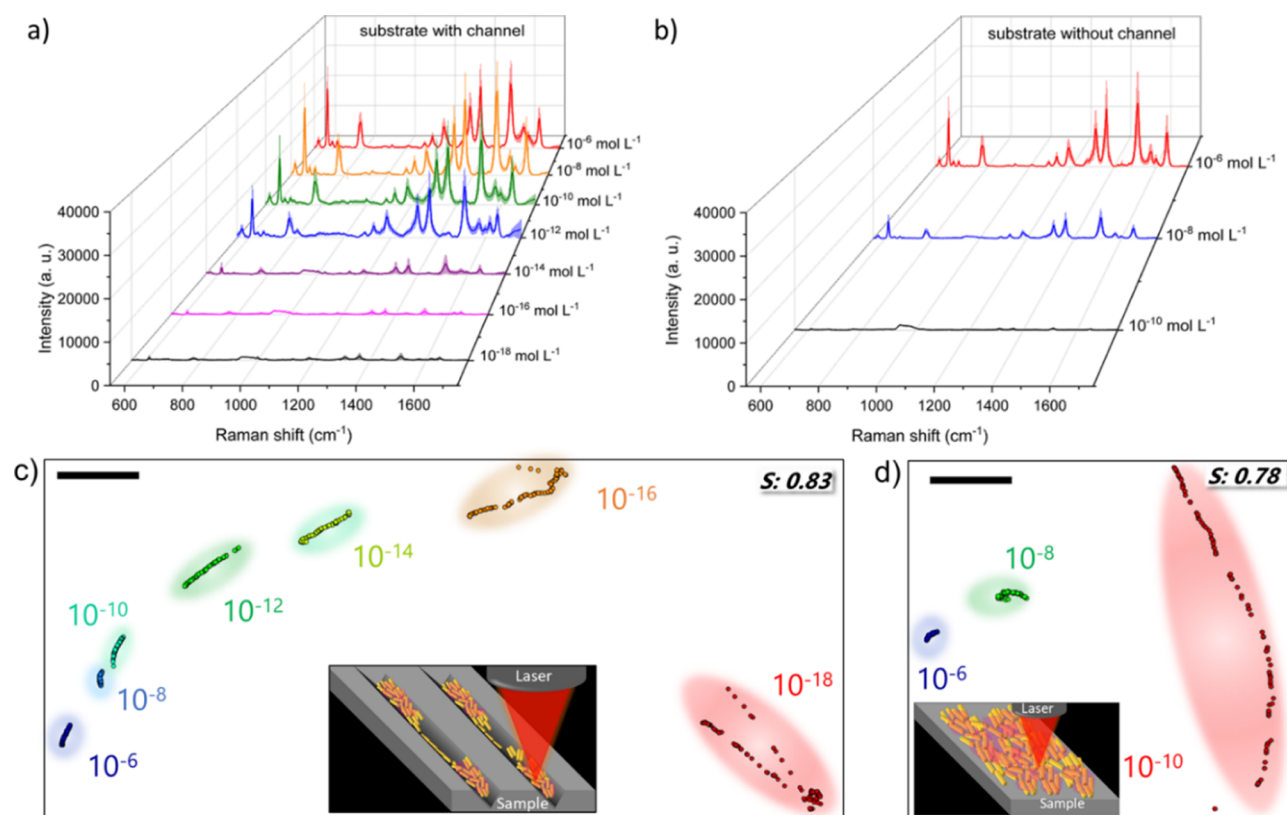 a)
substrate with channel
10⁻⁶ mol L⁻¹
10⁻⁸ mol L⁻¹
10⁻¹⁰ mol L⁻¹
10⁻¹² mol L⁻¹
10⁻¹⁴ mol L⁻¹
10⁻¹⁶ mol L⁻¹
10⁻¹⁸ mol L⁻¹
40000
30000
20000
10000
0
Intensity (a. u.)
600 800 1000 1200 1400 1600
Raman shift (cm⁻¹)
b)
substrate without channel
10⁻⁶ mol L⁻¹
10⁻⁸ mol L⁻¹
10⁻¹⁰ mol L⁻¹
40000
30000
20000
10000
0
Intensity (a. u.)
600 800 1000 1200 1400 1600
Raman shift (cm⁻¹)
c)
S: 0.83
10⁻¹⁶
10⁻¹⁴
10⁻¹²
10⁻¹⁰
10⁻⁸
10⁻⁶
10⁻¹⁸
Laser
Sample
d)
S: 0.78
10⁻⁸
10⁻⁶
10⁻¹⁰
Laser
Sample